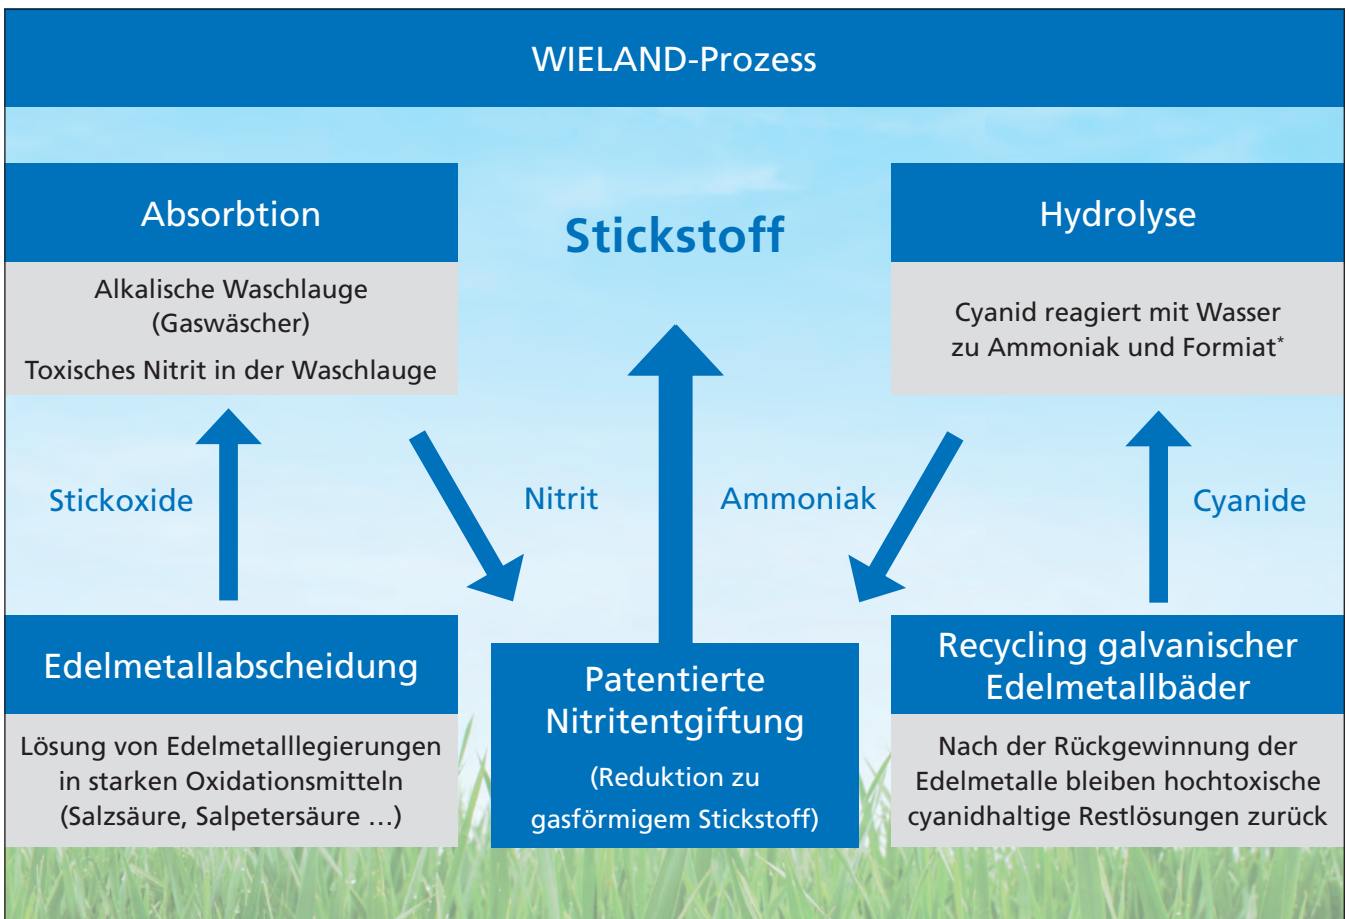 WIELAND-Prozess
Absorbtion
Alkalische Waschlauge
(Gaswäscher)
Toxisches Nitrit in der Waschlauge
Stickstoff
Hydrolyse
Cyanid reagiert mit Wasser
zu Ammoniak und Formiat*
Stickoxide
Nitrit
Ammoniak
Cyanide
Edelmetallabscheidung
Lösung von Edelmetalllegierungen
in starken Oxidationsmitteln
(Salzsäure, Salpetersäure …)
Patentierte
Nitritentgiftung
(Reduktion zu
gasförmigem Stickstoff)
Recycling galvanischer
Edelmetallbäder
Nach der Rückgewinnung der
Edelmetalle bleiben hochtoxische
cyanidhaltige Restlösungen zurück